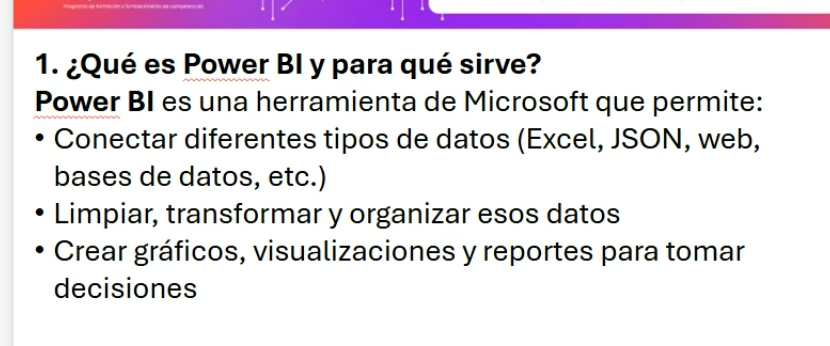 Programa de formación y fortalecimiento de competencias
1. ¿Qué es Power BI y para qué sirve?
Power BI es una herramienta de Microsoft que permite:
• Conectar diferentes tipos de datos (Excel, JSON, web,
bases de datos, etc.)
• Limpiar, transformar y organizar esos datos
• Crear gráficos, visualizaciones y reportes para tomar
decisiones